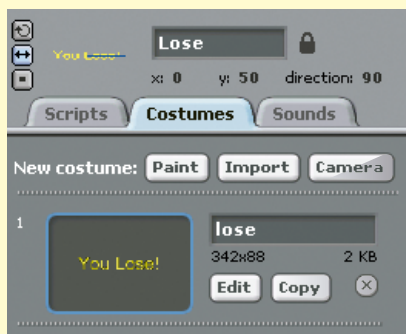 You Lose!
Lose
x: 0 y: 50 direction: 90
Scripts Costumes Sounds
New costume: Paint Import Camera
1
You Lose!
lose
342x88 2 KB
Edit Copy